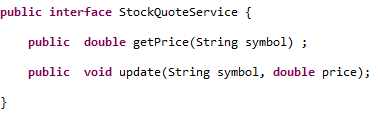 public interface StockQuoteService {
public  double getPrice(String symbol) ;
public  void update(String symbol, double price);
}